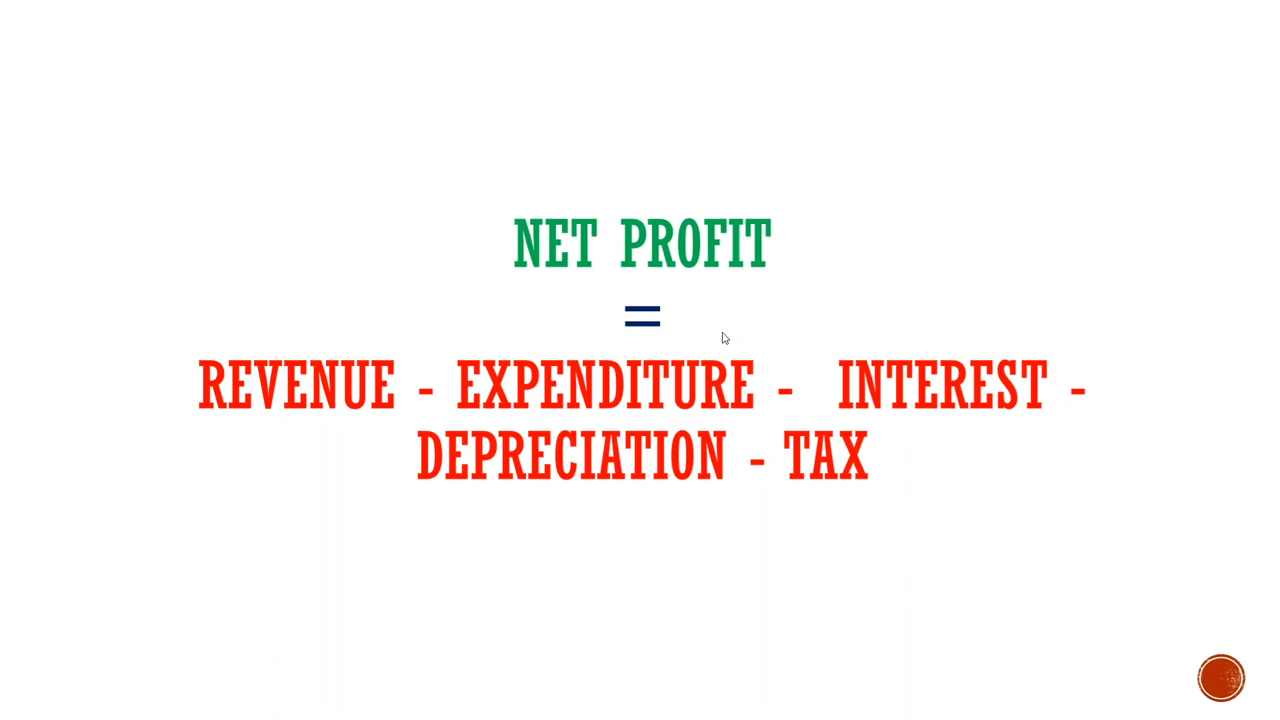 NET PROFIT
=
REVENUE - EXPENDITURE - INTEREST -
DEPRECIATION - TAX